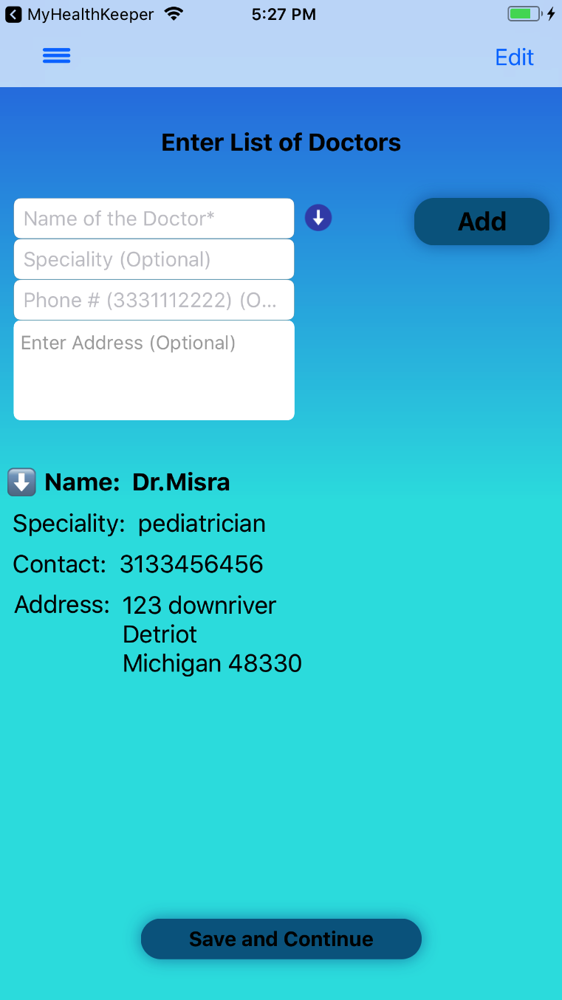 MyHealthKeeper 5:27 PM
Edit
Enter List of Doctors
Name of the Doctor*
Add
Speciality (Optional)
Phone # (3331112222) (O...
Enter Address (Optional)
Name: Dr.Misra
Speciality: pediatrician
Contact: 3133456456
Address: 123 downriver
Detriot
Michigan 48330
Save and Continue